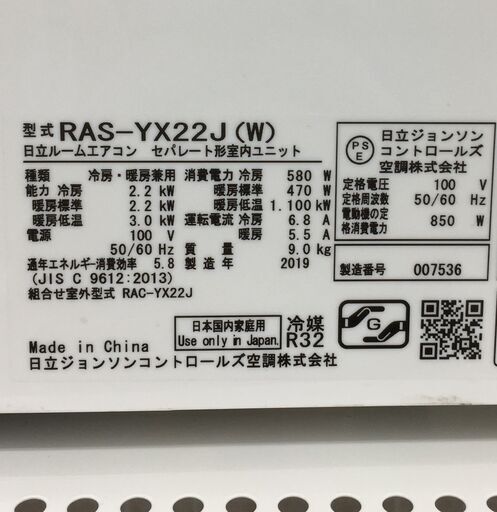 型式 RAS-YX22J (W)
日立ルームエアコン セパレート形室内ユニット
種類 冷房・暖房兼用 消費電力 冷房 580 W
能力 冷房 2.2 kW 暖房標準 470 W
暖房標準 2.2 kW 暖房低温 1.100 kW
暖房低温 3.0 kW 運転電流 冷房 6.8 A
電源 100 V 暖房 5.5 A
50/60 Hz 質量 9.0 kg
通年エネルギー消費効率 5.8 製造年 2019
(JIS C 9612:2013)
組合せ室外型式 RAC-YX22J
PS
E
日立ジョンソン
コントロールズ
空調株式会社
定格電圧 100 V
定格周波数 50/60 Hz
電動機の定
格消費電力 850 W
製造番号 007536
日本国内家庭用
Use only in Japan.
冷媒
R32
G
Made in China
日立ジョンソンコントロールズ空調株式会社